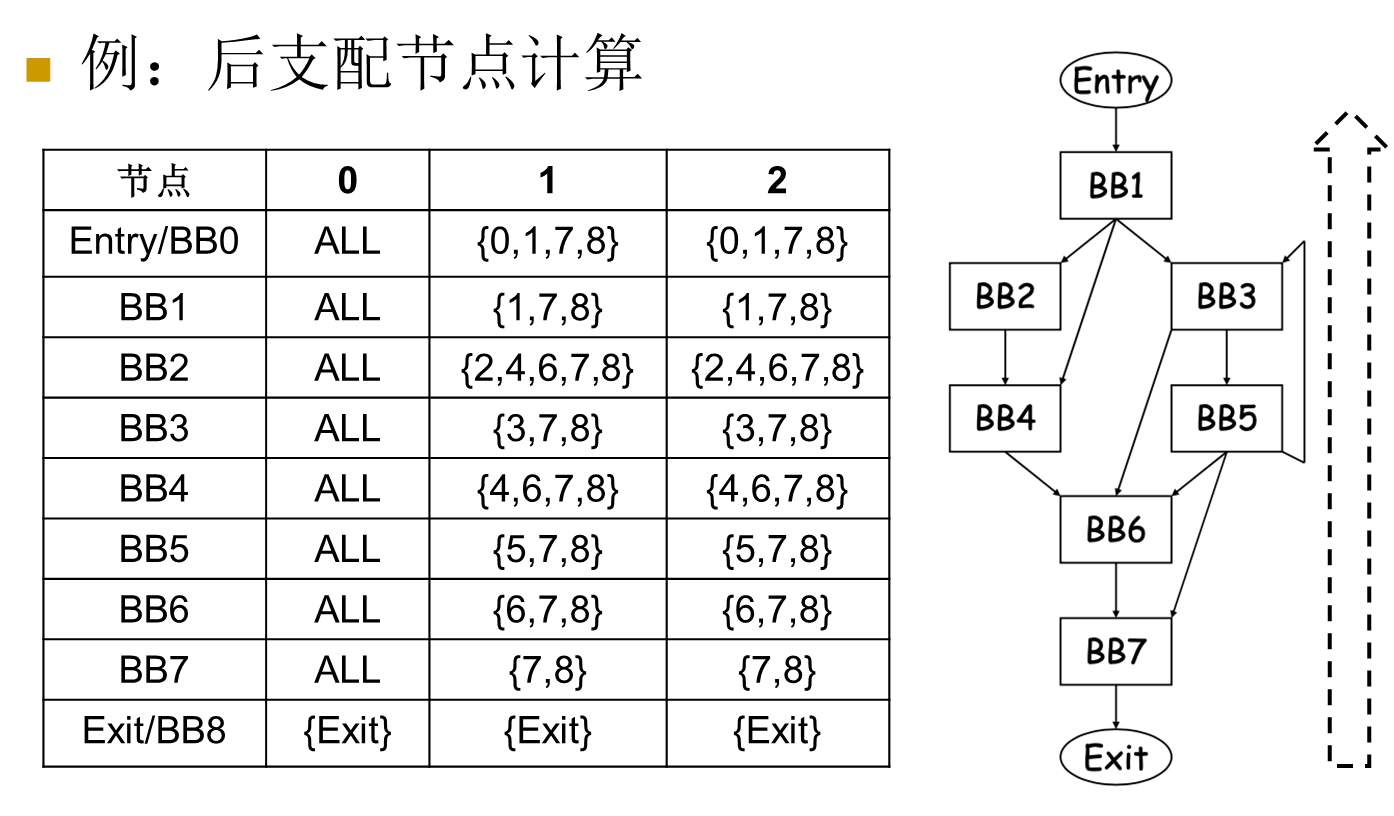 例：后支配节点计算
节点 0 1 2
Entry/BB0 ALL {0,1,7,8} {0,1,7,8}
BB1 ALL {1,7,8} {1,7,8}
BB2 ALL {2,4,6,7,8} {2,4,6,7,8}
BB3 ALL {3,7,8} {3,7,8}
BB4 ALL {4,6,7,8} {4,6,7,8}
BB5 ALL {5,7,8} {5,7,8}
BB6 ALL {6,7,8} {6,7,8}
BB7 ALL {7,8} {7,8}
Exit/BB8 {Exit} {Exit} {Exit}
Entry
BB1
BB2 BB3
BB4 BB5
BB6
BB7
Exit